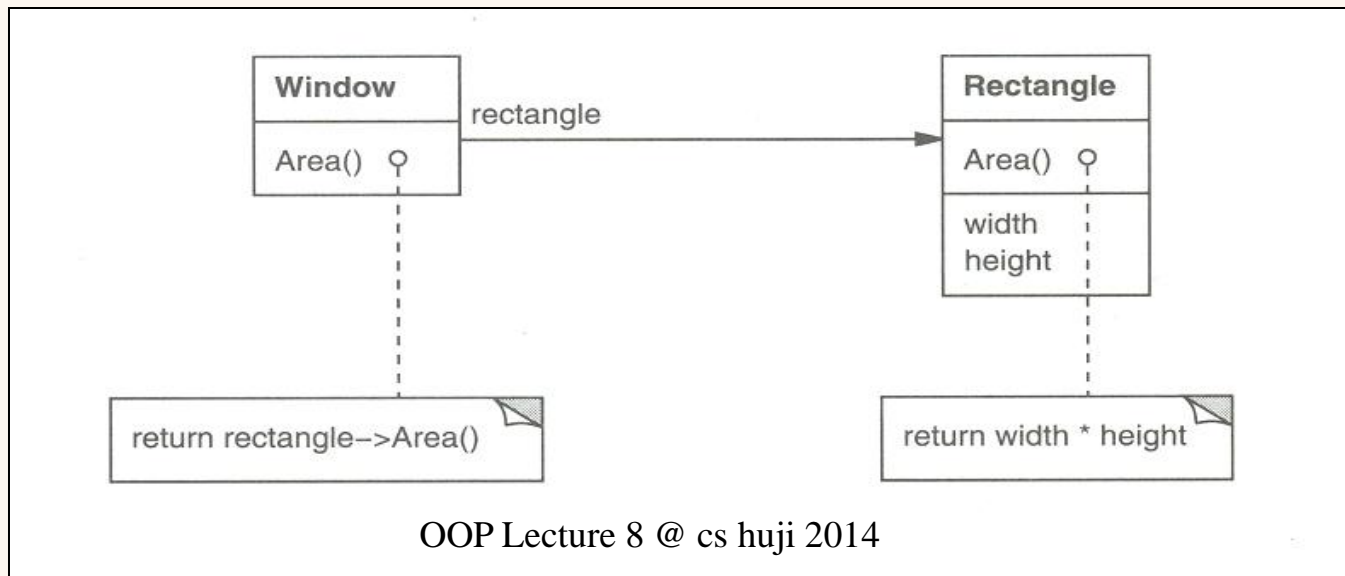 Window
Area()
rectangle
Rectangle
Area()
width
height
return rectangle–>Area()
return width * height
OOP Lecture 8 @ cs huji 2014